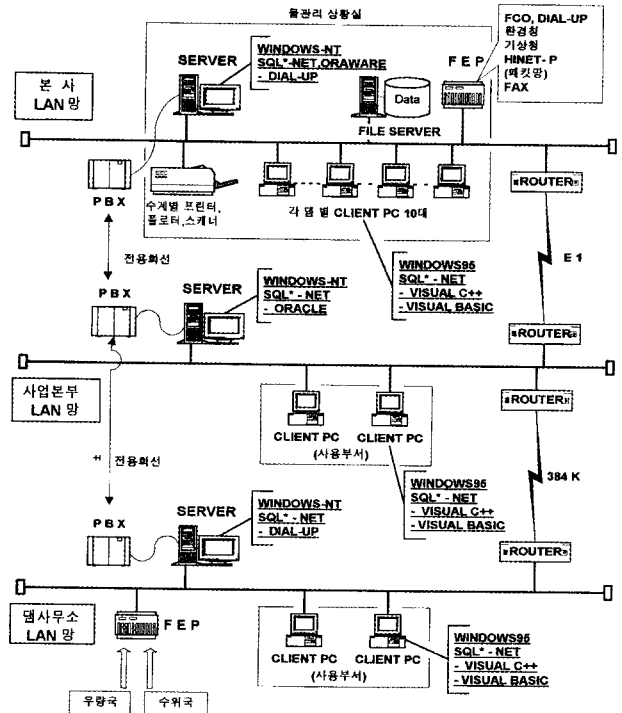 물관리 상황실
FCO, DIAL-UP
환경청
기상청
HINET- P
(패킷망)
FAX
본 사
LAN 망
SERVER
WINDOWS-NT
SQL*-NET,ORAWARE
- DIAL-UP
Data
FILE SERVER
F E P
P B X
수계별 프린터,
플로터,스캐너
각 댐 별 CLIENT PC 10대
ROUTER
전용회선
E 1
WINDOWS95
SQL* - NET
- VISUAL C++
- VISUAL BASIC
P B X
SERVER
WINDOWS-NT
SQL* - NET
- ORACLE
ROUTER
사업본부
LAN 망
ROUTER
CLIENT PC
CLIENT PC
(사용부서)
전용회선
384 K
WINDOWS95
SQL* - NET
- VISUAL C++
- VISUAL BASIC
P B X
SERVER
WINDOWS-NT
SQL* - NET
- DIAL-UP
ROUTER
댐사무소
LAN 망
F E P
CLIENT PC
CLIENT PC
(사용부서)
WINDOWS95
SQL* - NET
- VISUAL C++
- VISUAL BASIC
우량국
수위국